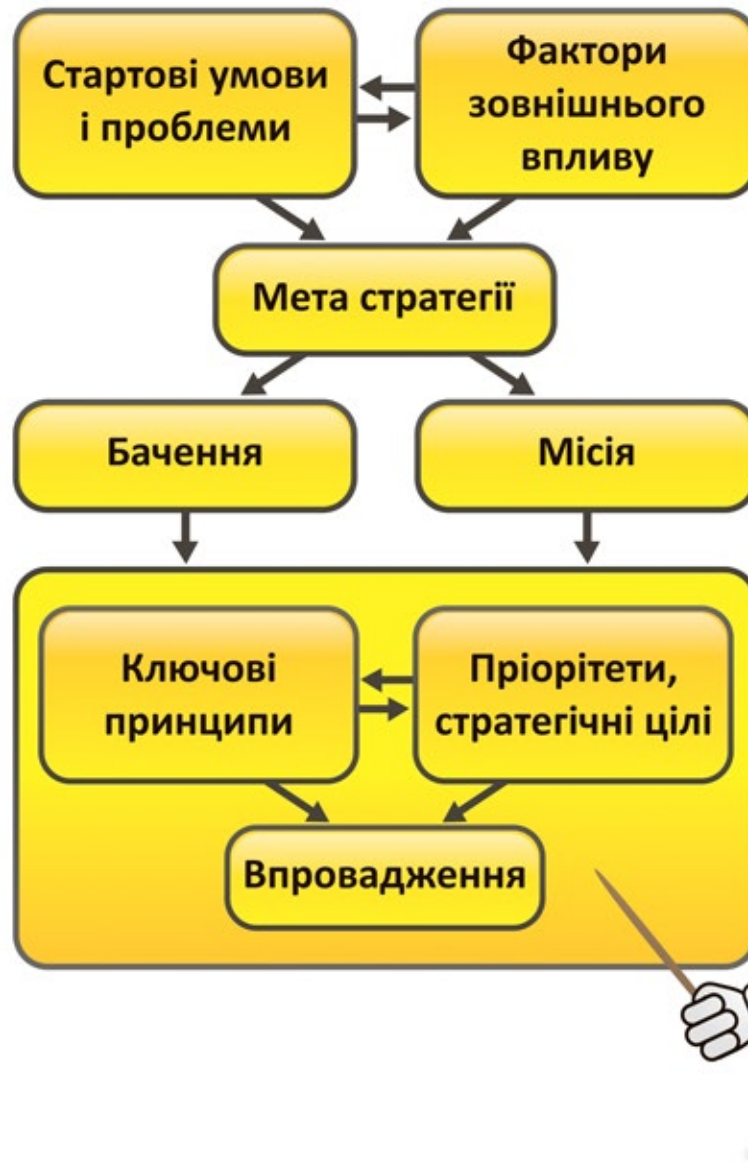 Стартові умови
і проблеми
Фактори
зовнішнього
впливу
Мета стратегії
Бачення
Місія
Ключові
принципи
Пріорітети,
стратегічні цілі
Впровадження